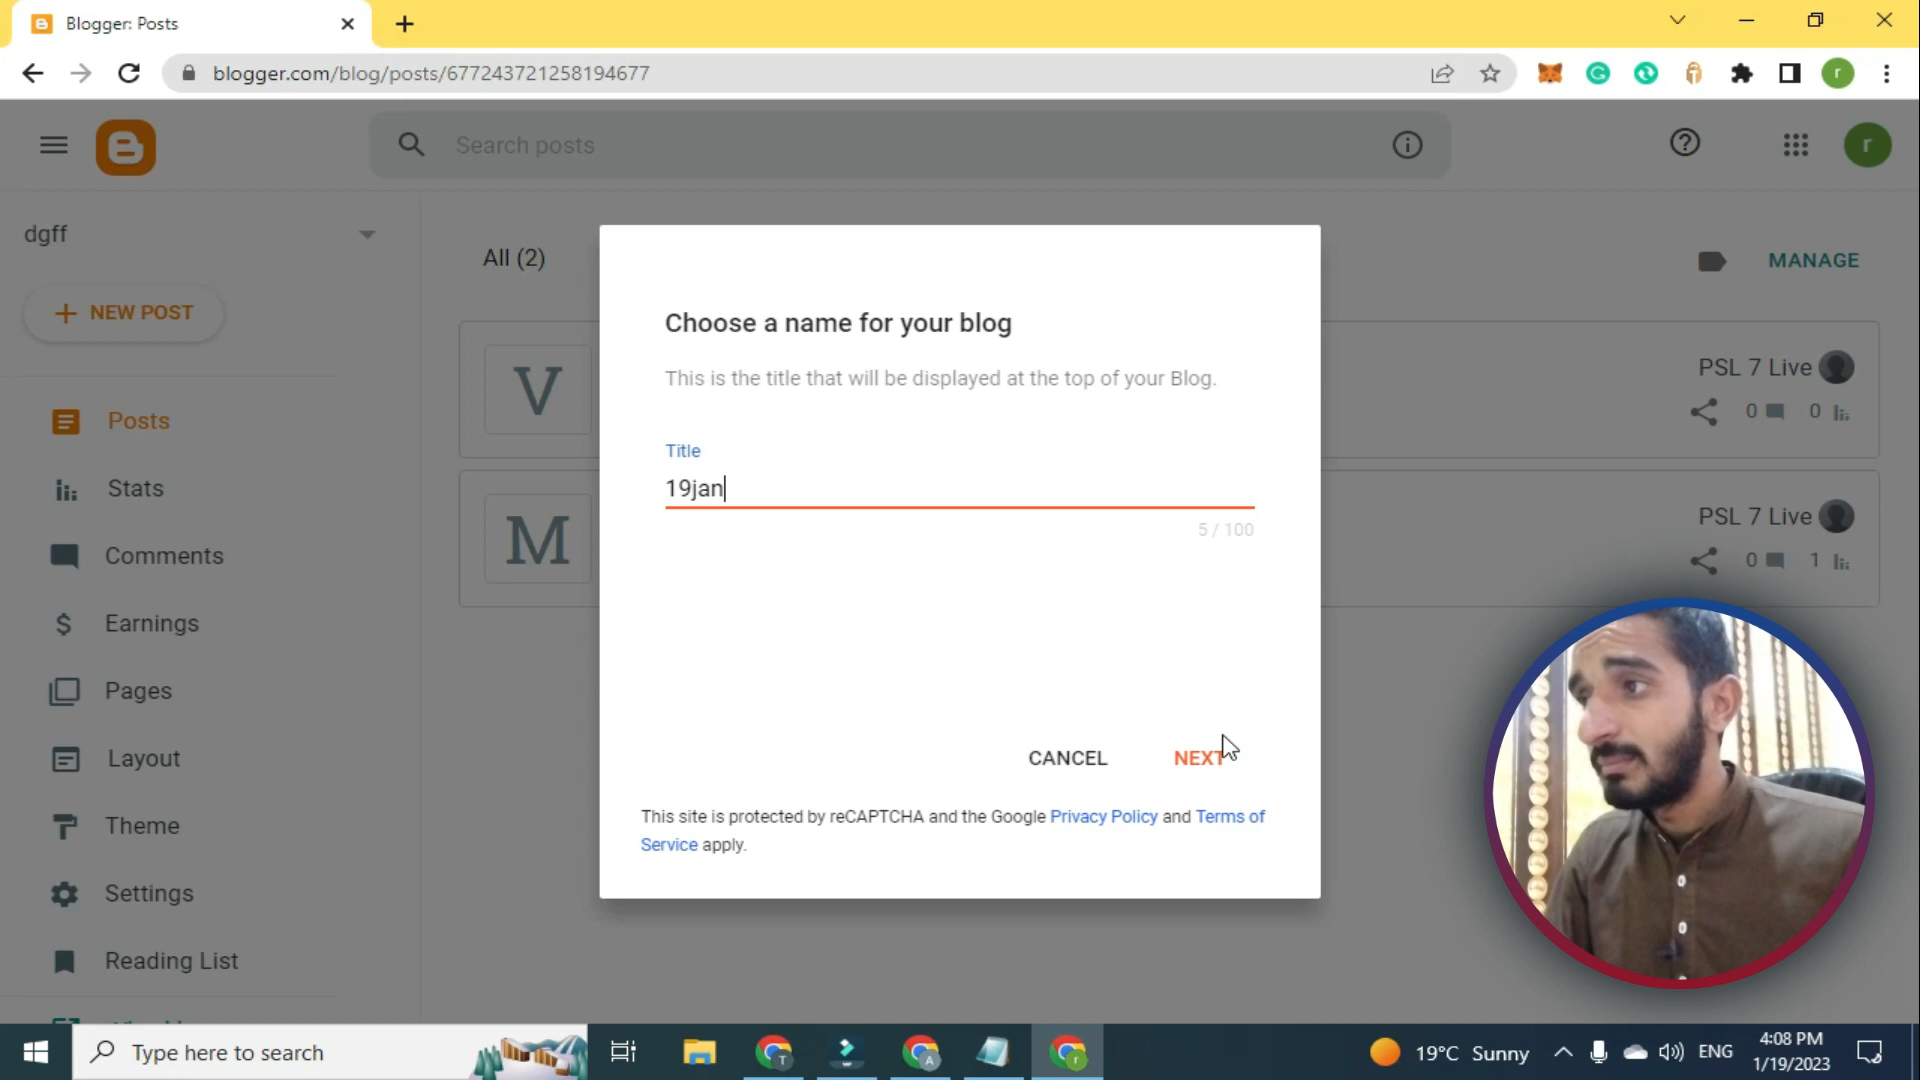 Blogger: Posts
blogger.com/blog/posts/677243721258194677
r
Search posts
r
dgff
NEW POST
Posts
Stats
Comments
Earnings
Pages
Layout
Theme
Settings
Reading List
All (2)
MANAGE
V
PSL 7 Live
0 0
M
PSL 7 Live
0 1
Choose a name for your blog
This is the title that will be displayed at the top of your Blog.
Title
19jan
5 / 100
CANCEL NEXT
This site is protected by reCAPTCHA and the Google Privacy Policy and Terms of
Service apply.
Type here to search
T
A
r
19°C Sunny
ENG
4:08 PM
1/19/2023